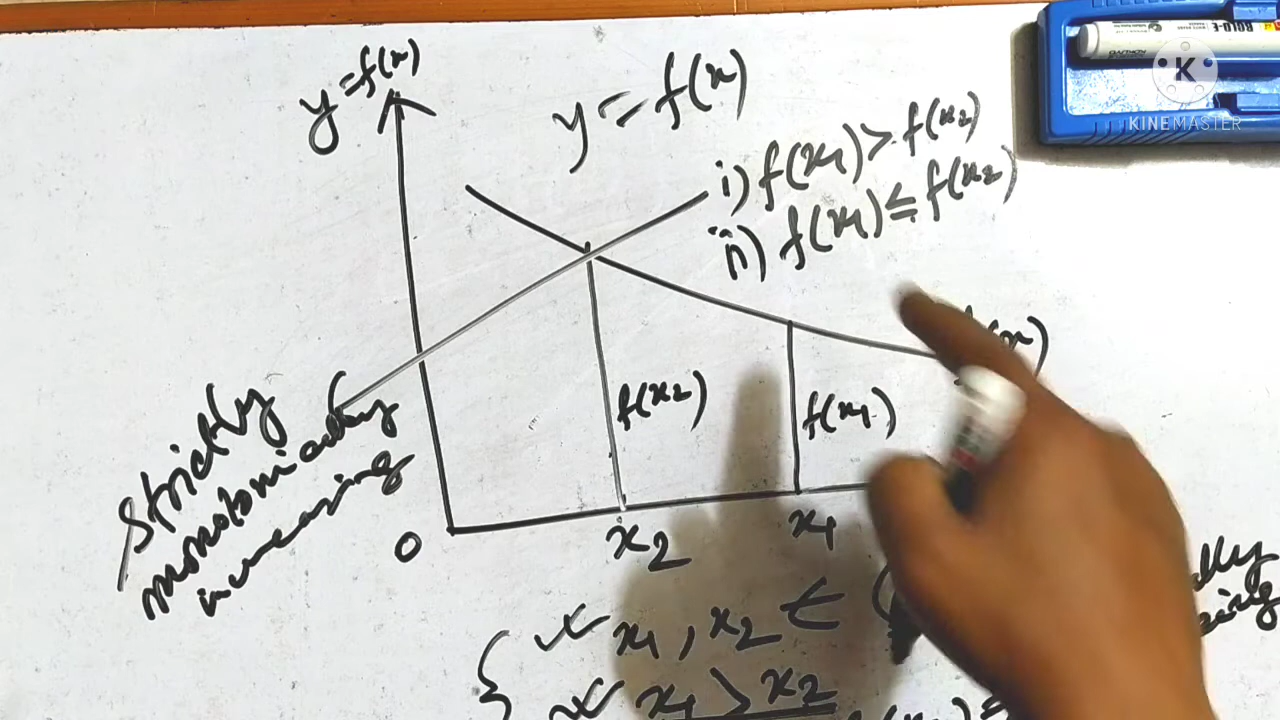 y=f(x)
y = f(x)
i) f(x1) > f(x2)
ii) f(x1) ≤ f(x2)
f(x2)
f(x1)
Strictly
monotonically
increasing
0
x2
x1
x1, x2 ∈ (
x1 > x2
KINEMASTER
K